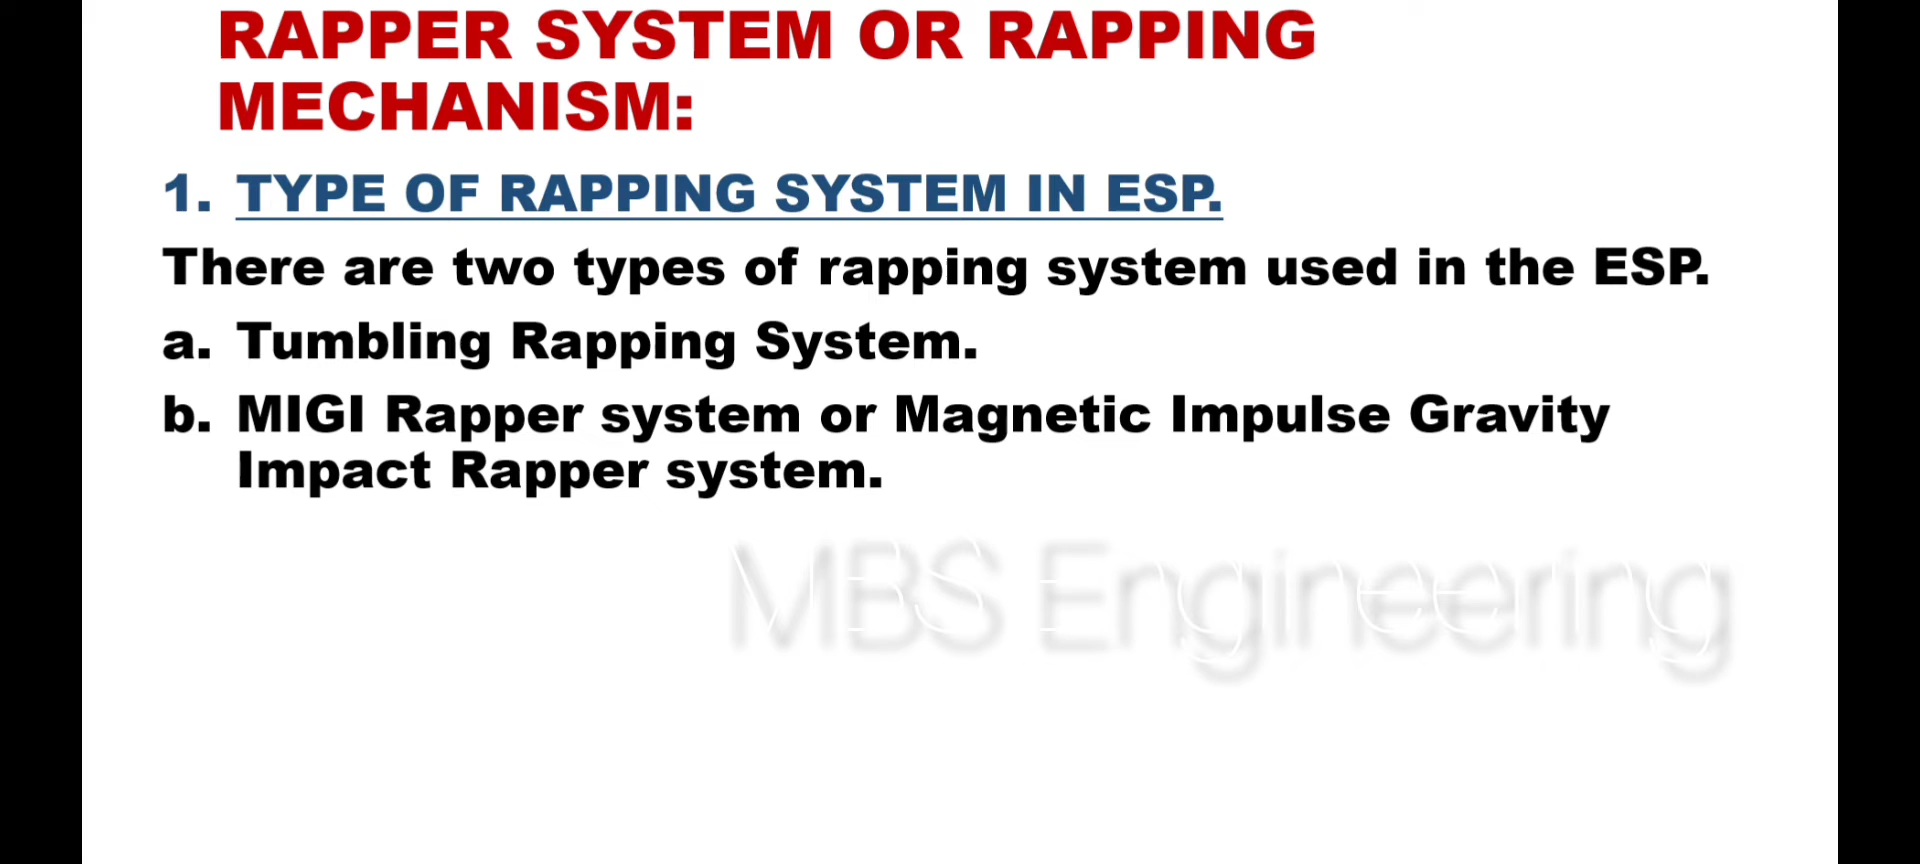 RAPPER SYSTEM OR RAPPING
MECHANISM:
1. TYPE OF RAPPING SYSTEM IN ESP.
There are two types of rapping system used in the ESP.
a. Tumbling Rapping System.
b. MIGI Rapper system or Magnetic Impulse Gravity
Impact Rapper system.
MBS Engineering